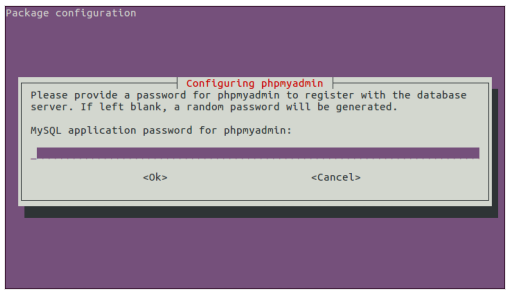 Package configuration
Configuring phpmyadmin
Please provide a password for phpmyadmin to register with the database
server. If left blank, a random password will be generated.
MySQL application password for phpmyadmin:
<Ok> <Cancel>